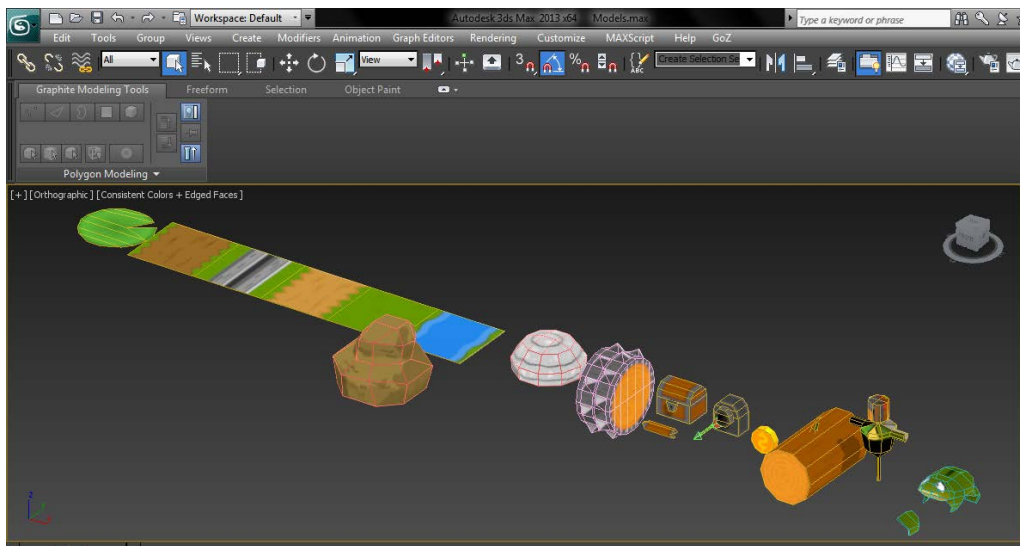 Workspace: Default
Autodesk 3ds Max 2013 x64 Models.max
Type a keyword or phrase
Edit Tools Group Views Create Modifiers Animation Graph Editors Rendering Customize MAXScript Help GoZ
All
View
3
%
ABC
Create Selection Se
Graphite Modeling Tools Freeform Selection Object Paint
Polygon Modeling
[+] [Orthographic] [Consistent Colors + Edged Faces]
z